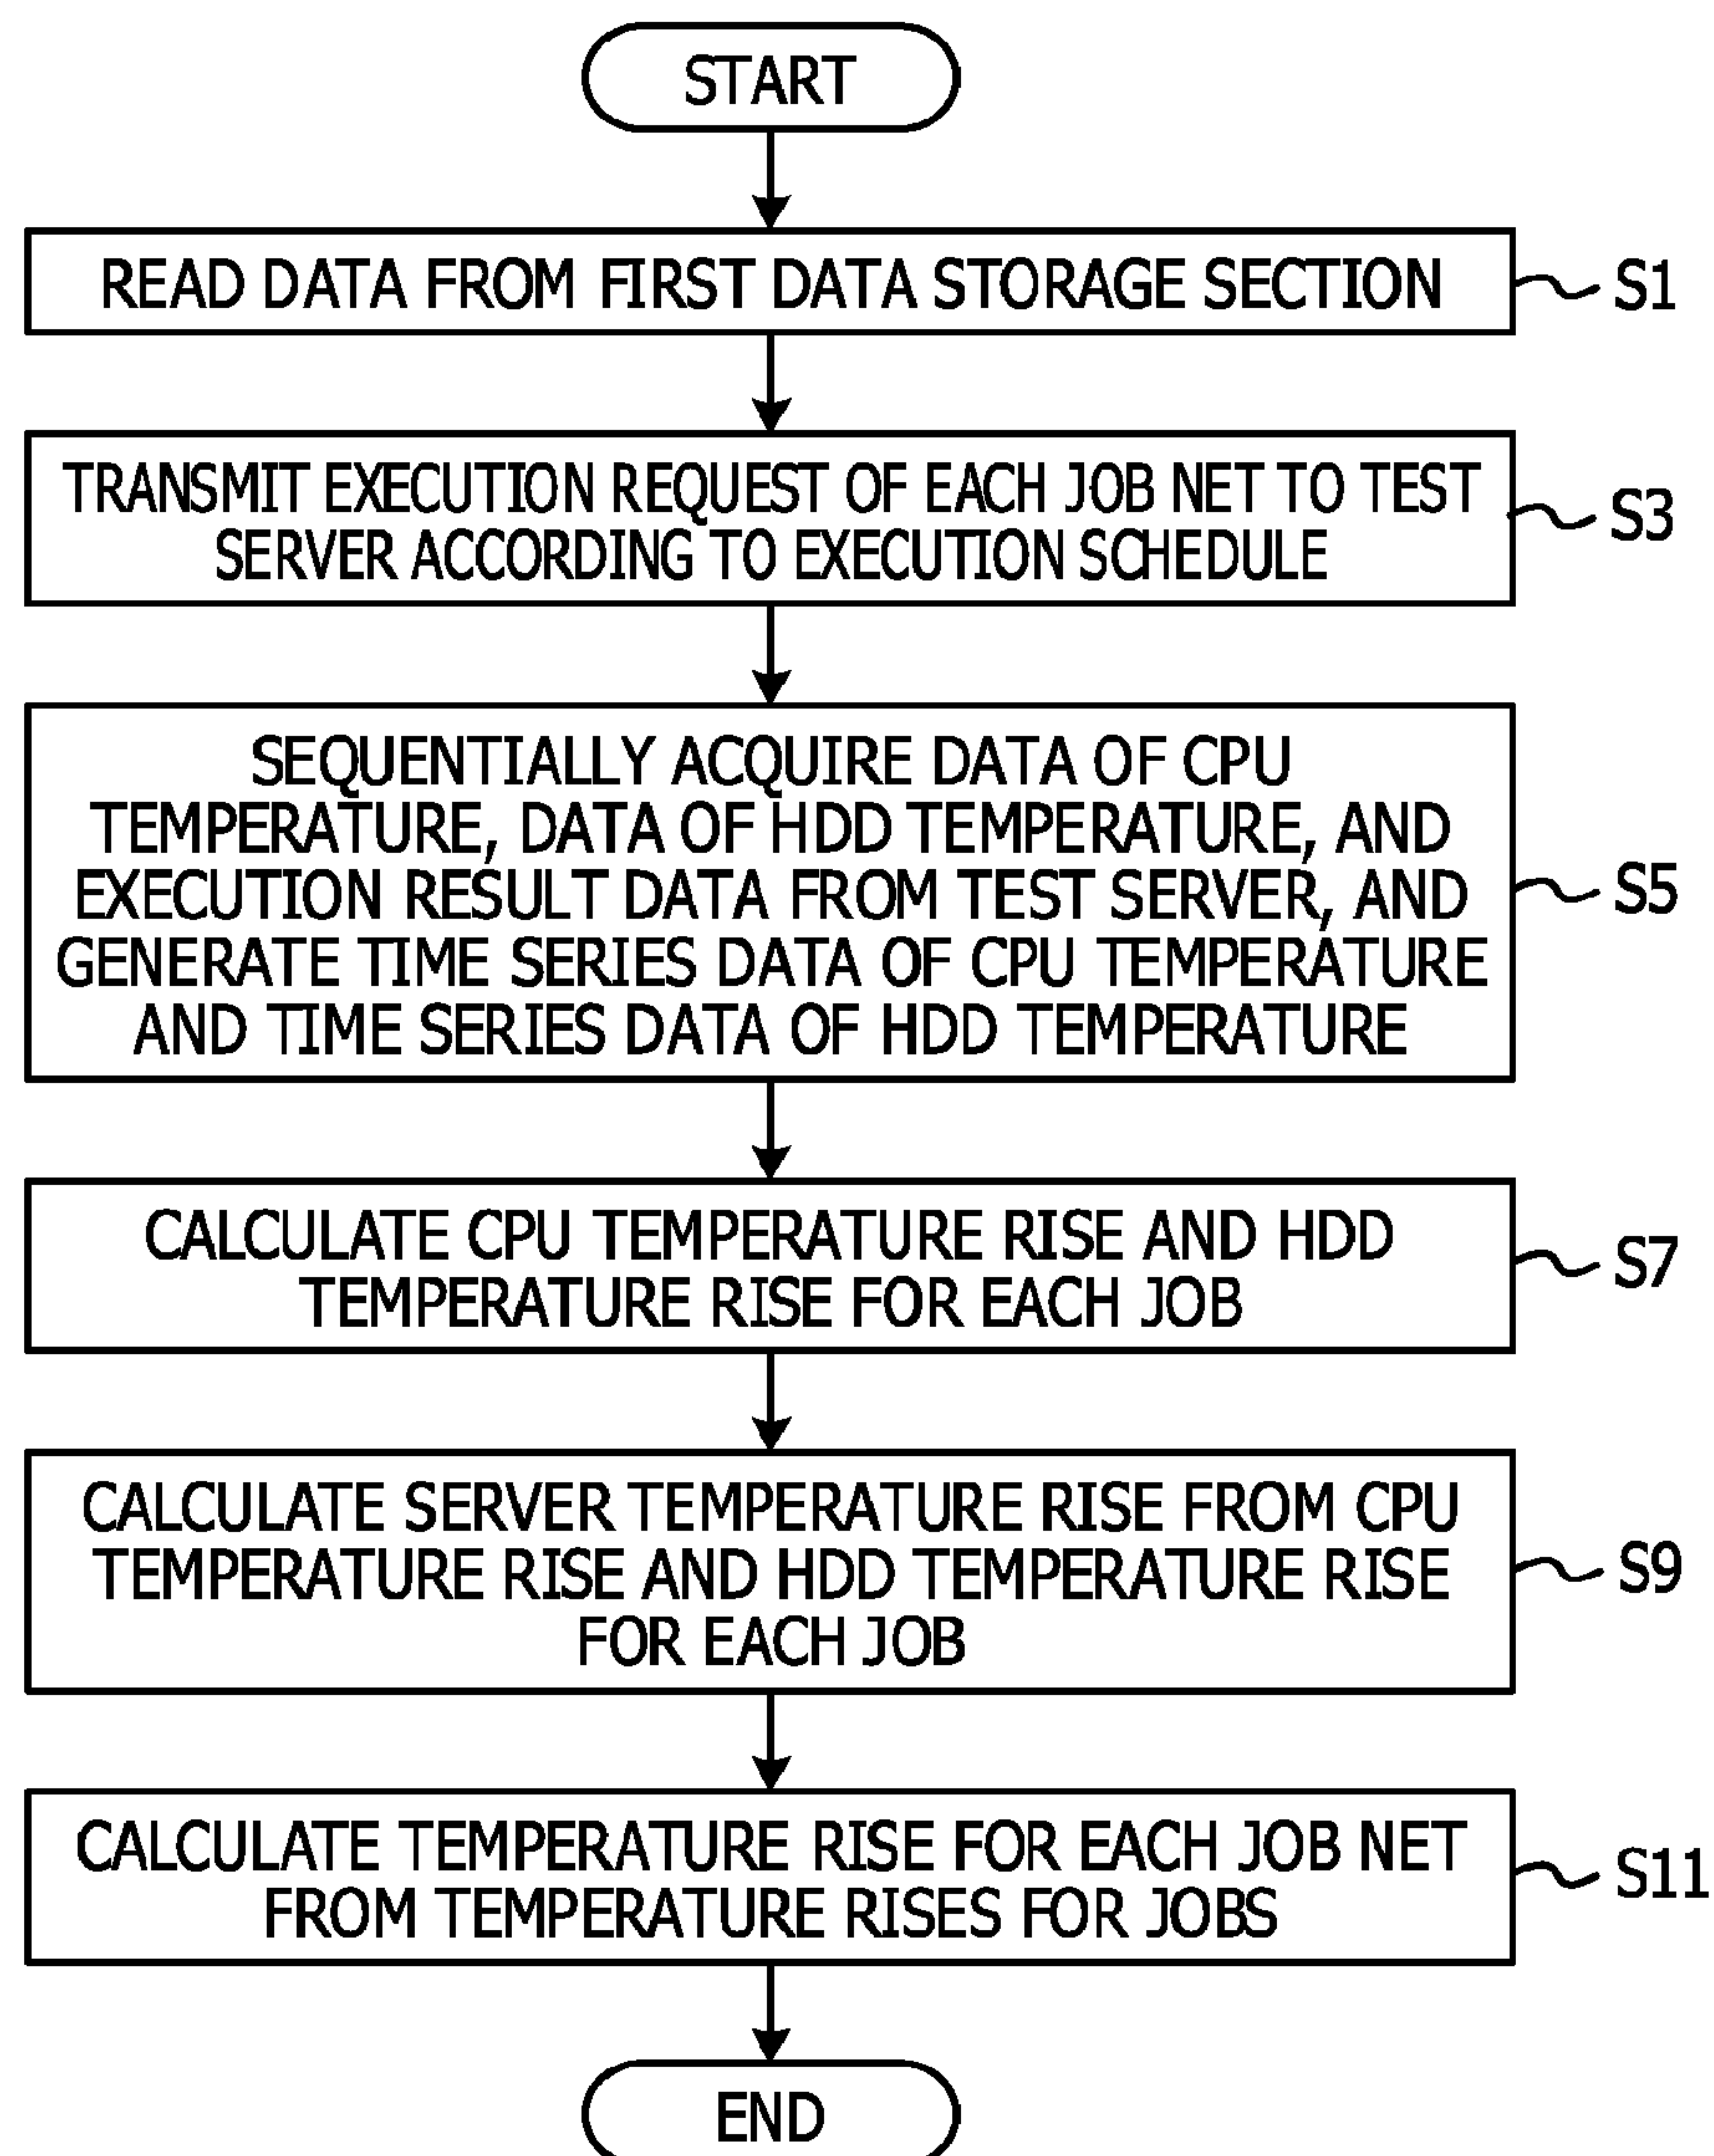 START
READ DATA FROM FIRST DATA STORAGE SECTION
S1
TRANSMIT EXECUTION REQUEST OF EACH JOB NET TO TEST
SERVER ACCORDING TO EXECUTION SCHEDULE
S3
SEQUENTIALLY ACQUIRE DATA OF CPU
TEMPERATURE, DATA OF HDD TEMPERATURE, AND
EXECUTION RESULT DATA FROM TEST SERVER, AND
GENERATE TIME SERIES DATA OF CPU TEMPERATURE
AND TIME SERIES DATA OF HDD TEMPERATURE
S5
CALCULATE CPU TEMPERATURE RISE AND HDD
TEMPERATURE RISE FOR EACH JOB
S7
CALCULATE SERVER TEMPERATURE RISE FROM CPU
TEMPERATURE RISE AND HDD TEMPERATURE RISE
FOR EACH JOB
S9
CALCULATE TEMPERATURE RISE FOR EACH JOB NET
FROM TEMPERATURE RISES FOR JOBS
S11
END